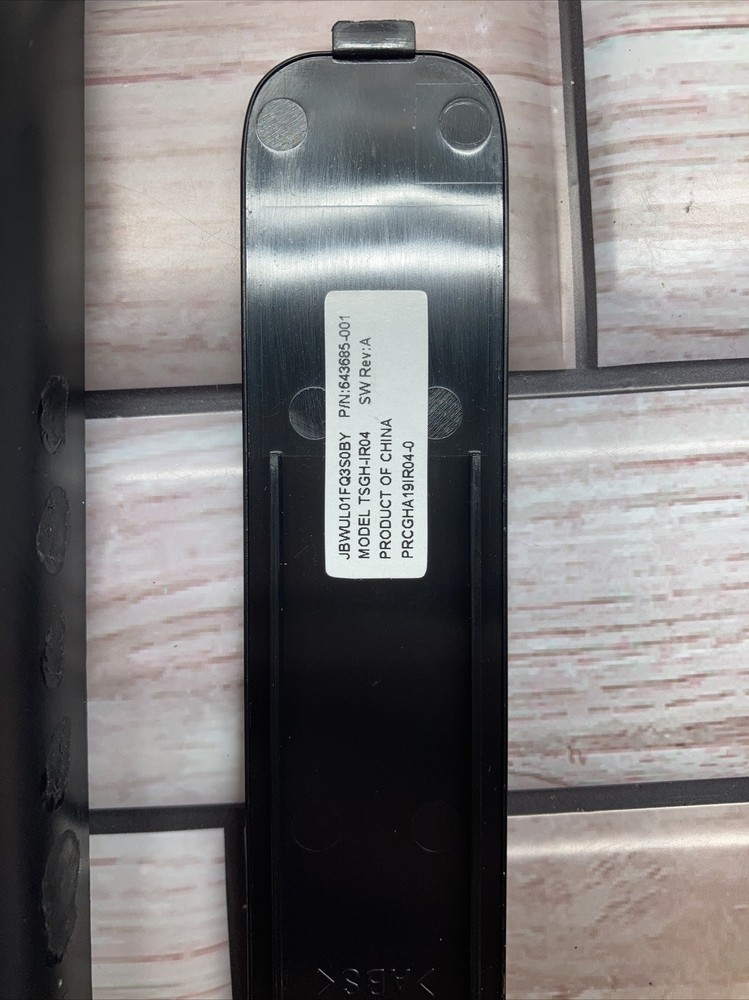 JBWUL01FQ3S0BY P/N:643685-001
MODEL TSGH-IR04 SW Rev:A
PRODUCT OF CHINA
PRCGHA19IR04-0
>ABS<